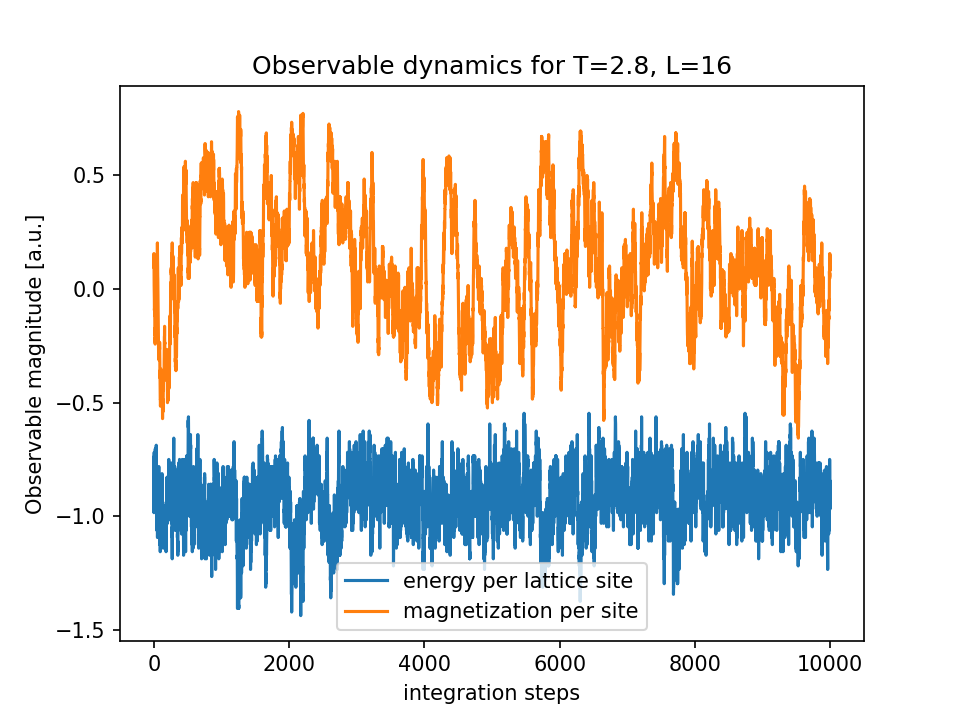 Observable dynamics for T=2.8, L=16
Observable magnitude [a.u.]
0.5
0.0
−0.5
−1.0
−1.5
energy per lattice site
magnetization per site
0 2000 4000 6000 8000 10000
integration steps